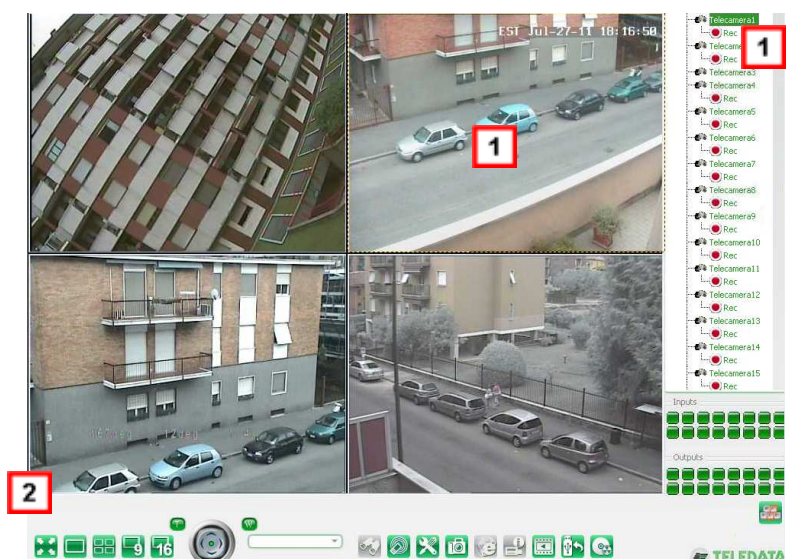 EST Jul-27-11 18:16:50
1
2
Telecamera1
Rec
1
Rec
Telecamera3
Telecamera4
Rec
Telecamera5
Rec
Telecamera6
Rec
Telecamera7
Rec
Telecamera8
Rec
Telecamera9
Rec
Telecamera10
Rec
Telecamera11
Rec
Telecamera12
Rec
Telecamera13
Rec
Telecamera14
Rec
Telecamera15
Rec
Inputs
Outputs
9
16
TELEDATA